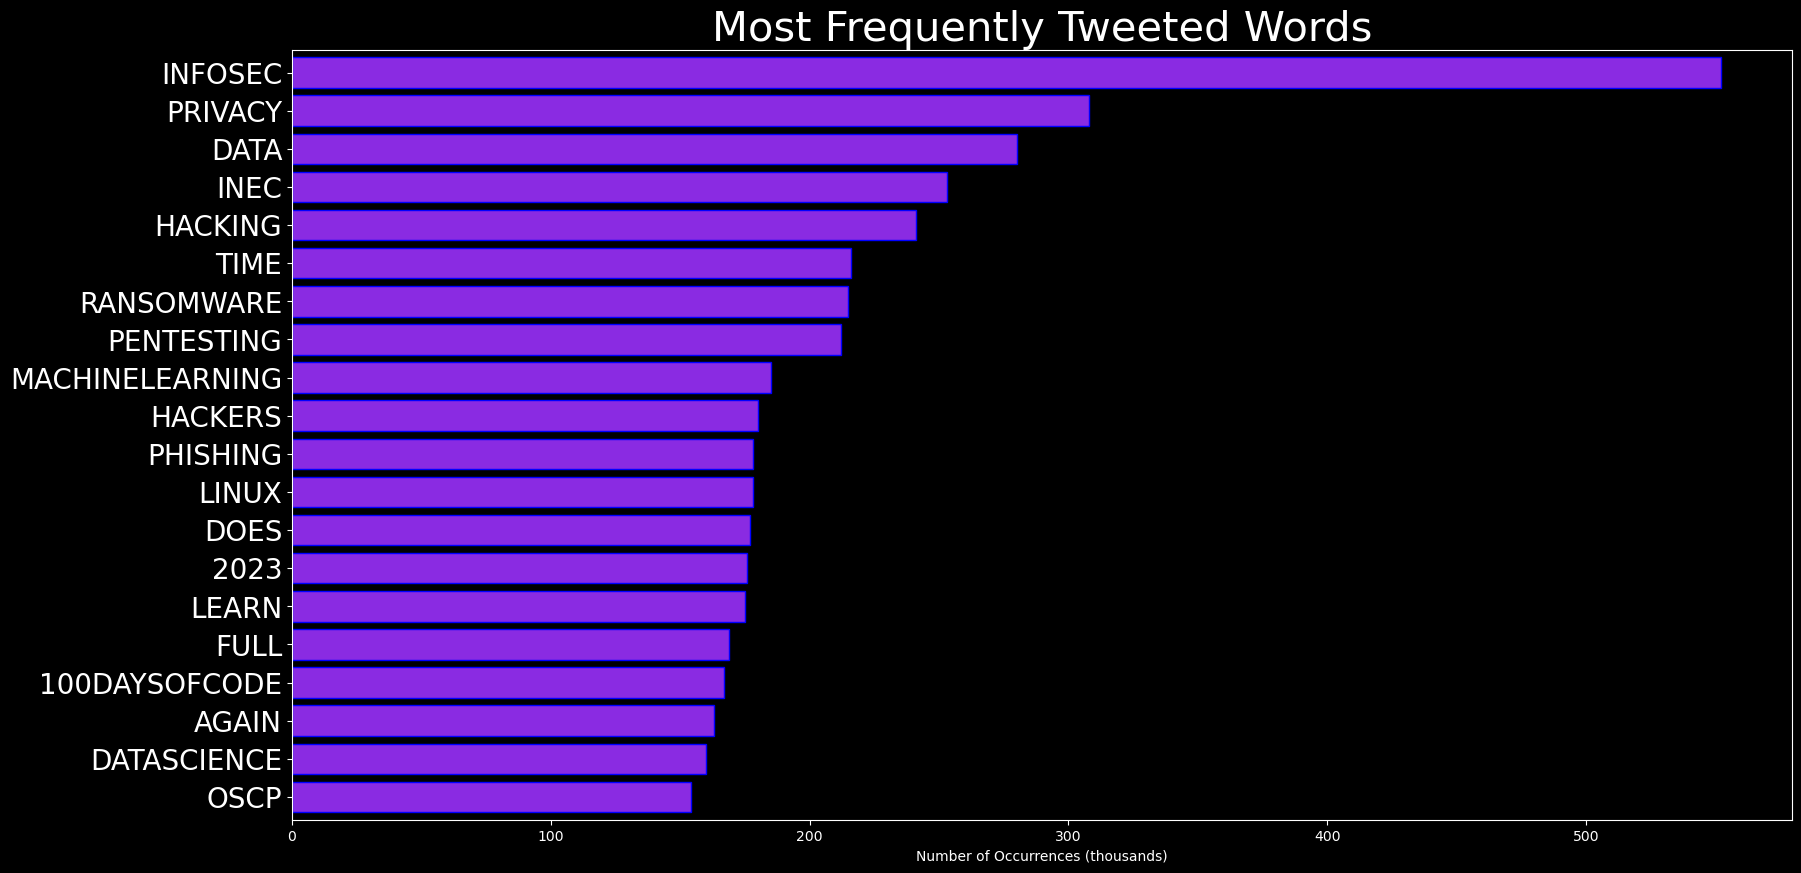 Most Frequently Tweeted Words
INFOSEC
PRIVACY
DATA
INEC
HACKING
TIME
RANSOMWARE
PENTESTING
MACHINELEARNING
HACKERS
PHISHING
LINUX
DOES
2023
LEARN
FULL
100DAYSOFCODE
AGAIN
DATASCIENCE
OSCP
0 100 200 300 400 500
Number of Occurrences (thousands)